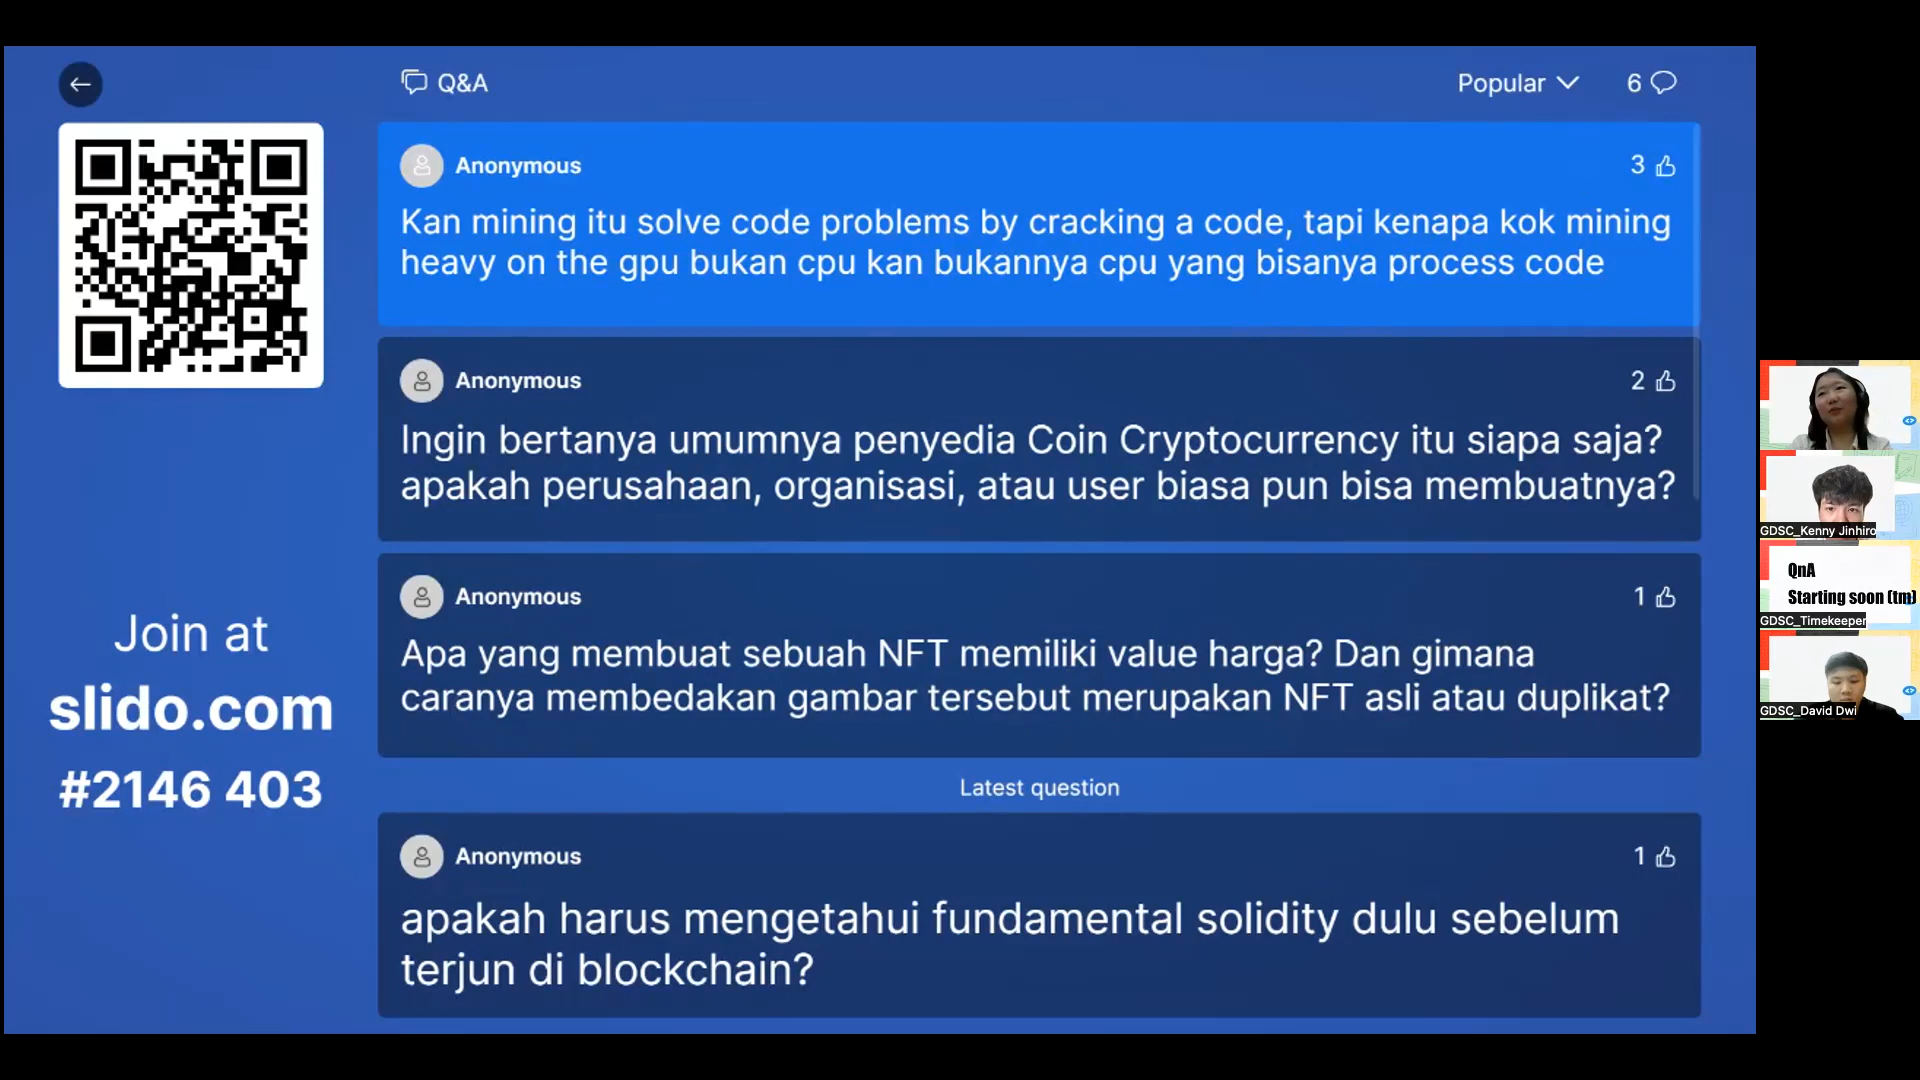 Q&A
Popular
6
Anonymous
3
Kan mining itu solve code problems by cracking a code, tapi kenapa kok mining
heavy on the gpu bukan cpu kan bukannya cpu yang bisanya process code
Anonymous
2
Ingin bertanya umumnya penyedia Coin Cryptocurrency itu siapa saja?
apakah perusahaan, organisasi, atau user biasa pun bisa membuatnya?
Anonymous
1
Apa yang membuat sebuah NFT memiliki value harga? Dan gimana
caranya membedakan gambar tersebut merupakan NFT asli atau duplikat?
Latest question
Anonymous
1
apakah harus mengetahui fundamental solidity dulu sebelum
terjun di blockchain?
Join at
slido.com
#2146 403
GDSC_Kenny Jinhiro
QnA
Starting soon (tm)
GDSC_Timekeeper
GDSC_David Dwi